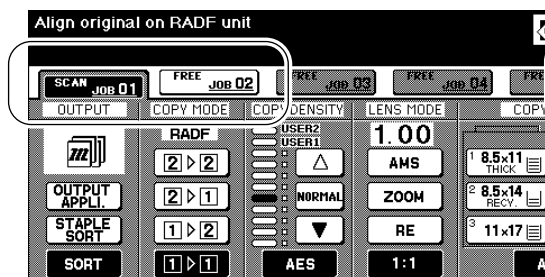 Align original on RADF unit
SCAN JOB 01
FREE JOB 02
FREE JOB 03
FREE JOB 04
FRE
OUTPUT
COPY MODE
COPY DENSITY
LENS MODE
COPY
RADF
USER2
USER1
1.00
m
2 ▷ 2
△
AMS
1 8.5x11
THICK
OUTPUT
APPLI.
2 ▷ 1
NORMAL
ZOOM
2 8.5x14
RECY.
STAPLE
SORT
1 ▷ 2
▼
RE
3 11x17
SORT
1 ▷ 1
AES
1:1
A